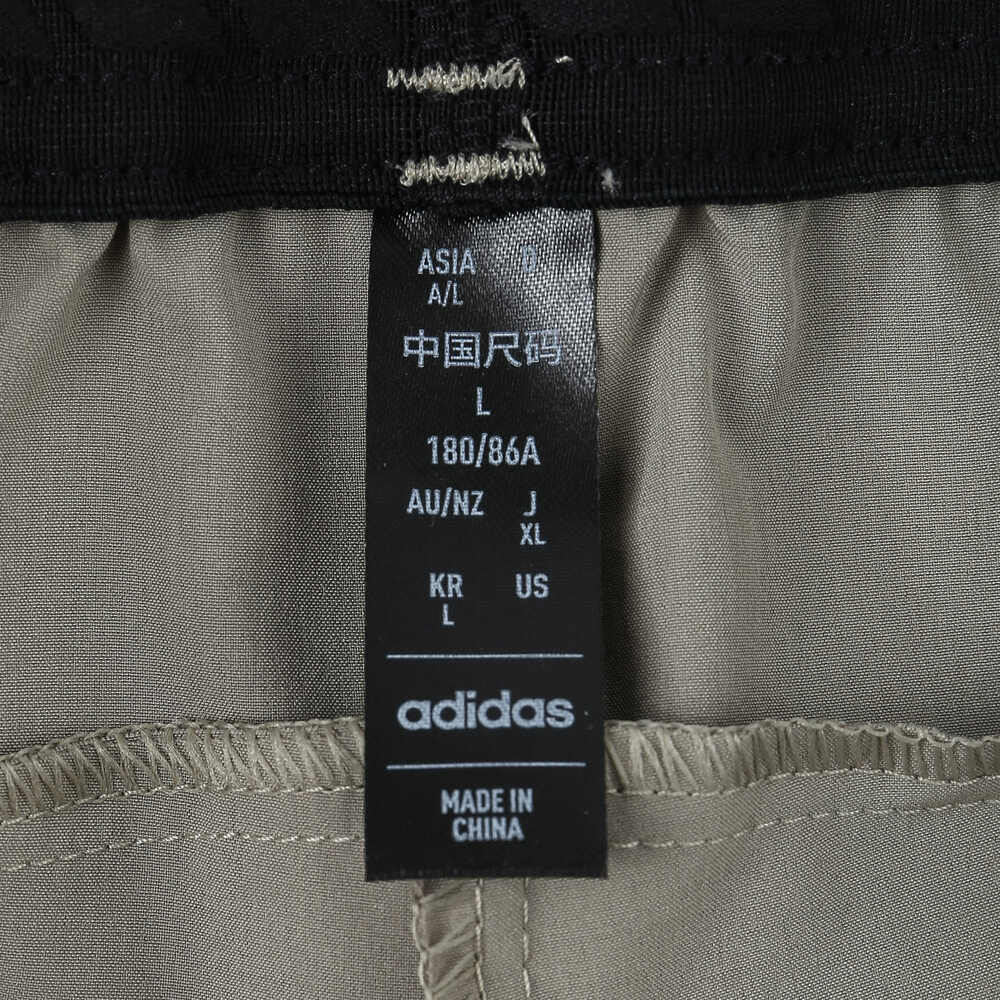 ASIA D
A/L
中国尺码
L
180/86A
AU/NZ J
XL
KR US
L
adidas
MADE IN
CHINA